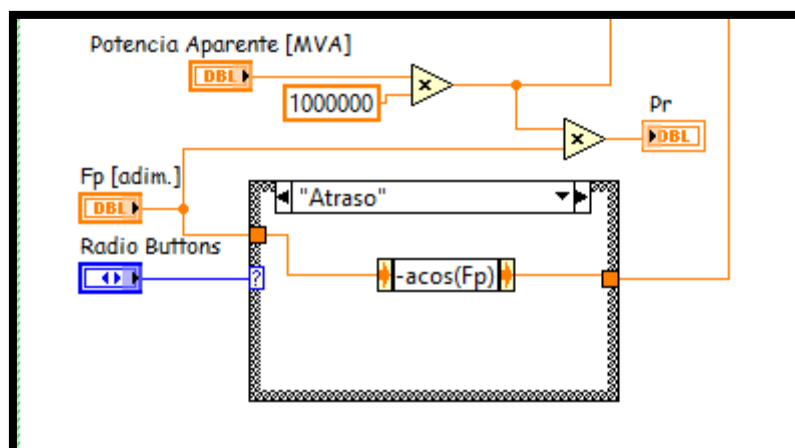 Potencia Aparente [MVA]
DBL
1000000
x
Pr
x
DBL
Fp [adim.]
DBL
"Atraso"
Radio Buttons
?
-acos(Fp)